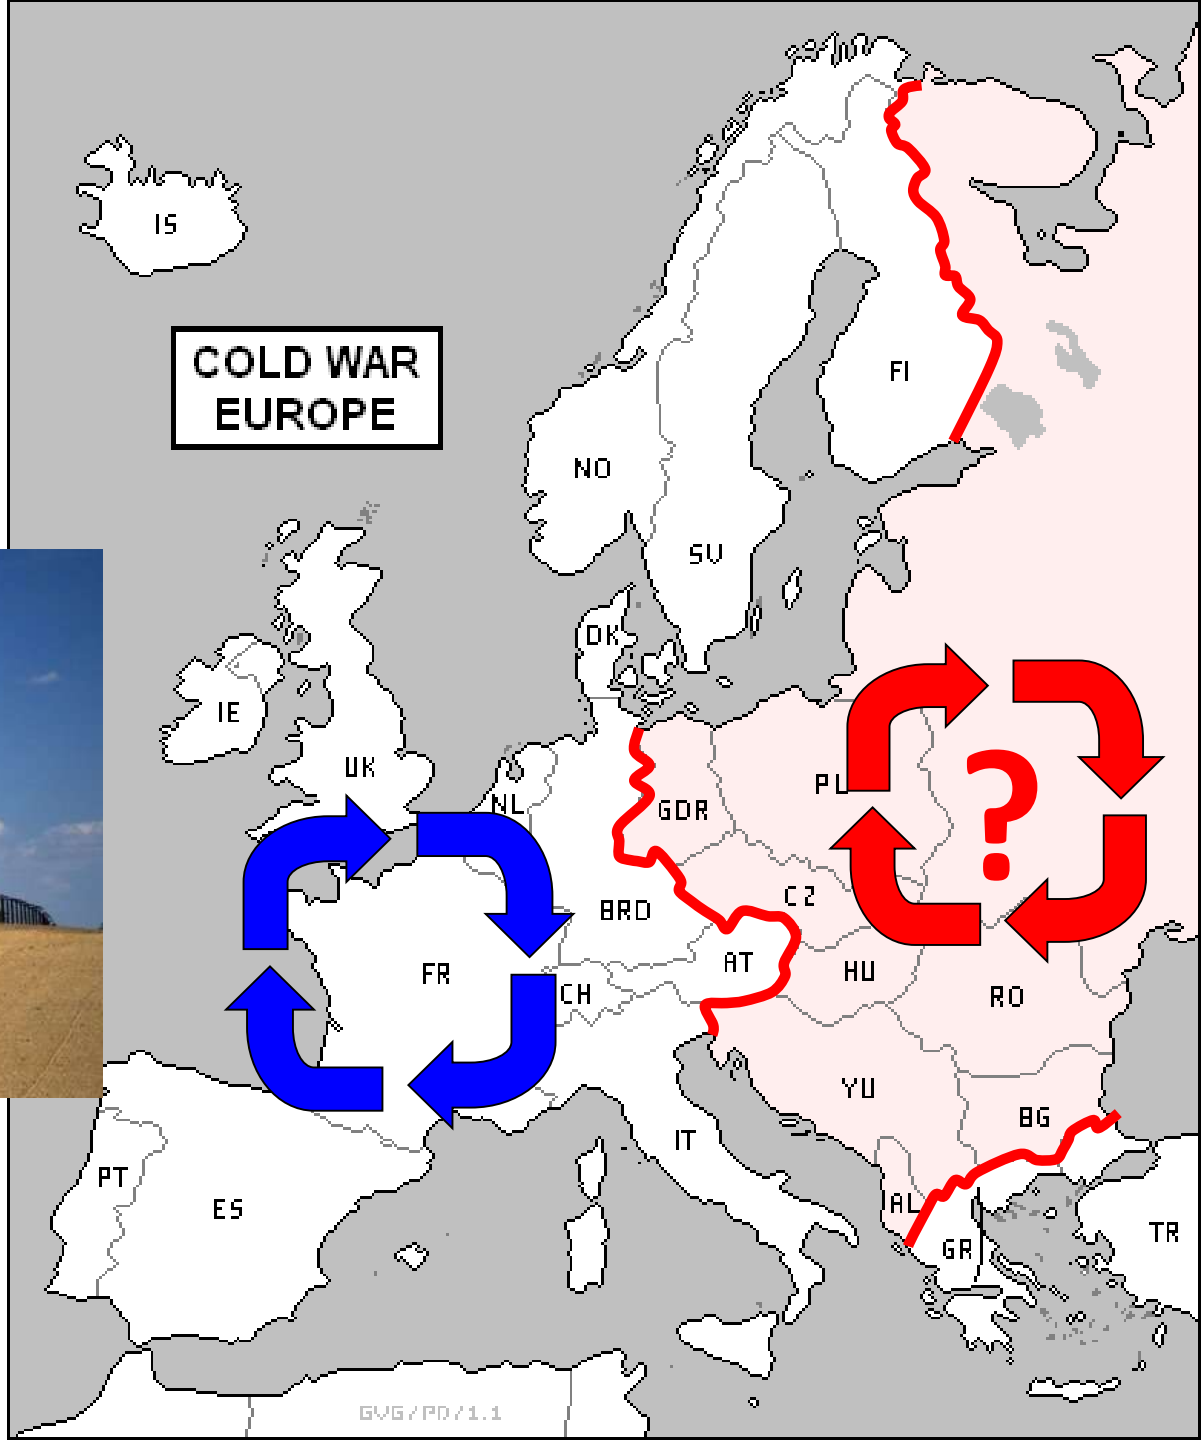 IS
COLD WAR
EUROPE
FI
NO
SV
DK
IE
UK
NL
PL
?
GDR
CZ
BRD
AT
FR
CH
HU
RO
YU
BG
IT
PT
ES
AL
GR
TR
GVG/PD/1.1